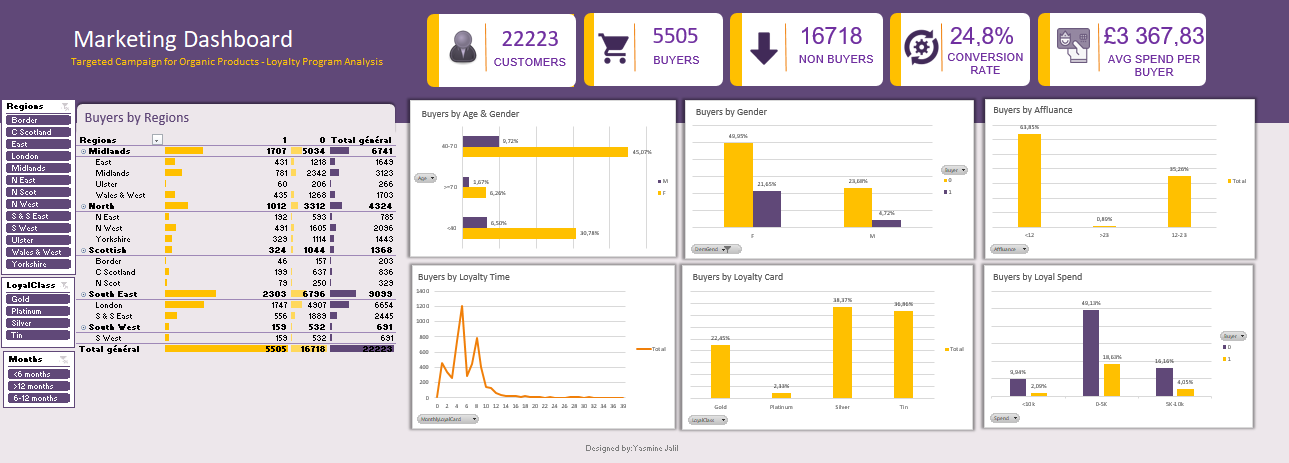 Marketing Dashboard
Targeted Campaign for Organic Products - Loyalty Program Analysis
22223
CUSTOMERS
5505
BUYERS
16718
NON BUYERS
24,8%
CONVERSION
RATE
£3 367,83
AVG SPEND PER
BUYER
Regions
Border
C Scotland
East
London
Midlands
N East
N Scot
N West
S & S East
S West
Ulster
Wales & West
Yorkshire
LoyalClass
Gold
Platinum
Silver
Tin
Months
<6 months
>12 months
6-12 months
Buyers by Regions
Regions 1 0 Total général
Midlands 1707 5034 6741
East 431 1218 1649
Midlands 781 2342 3123
Ulster 60 206 266
Wales & West 435 1268 1703
North 1012 3312 4324
N East 192 593 785
N West 491 1605 2096
Yorkshire 329 1114 1443
Scottish 324 1044 1368
Border 46 157 203
C Scotland 199 637 836
N Scot 79 250 329
South East 2303 6796 9099
London 1747 4907 6654
S & S East 556 1889 2445
South West 159 532 691
S West 159 532 691
Total général 5505 16718 22223
Buyers by Age & Gender
40-70
9,72%
45,07%
>=70
1,67%
6,26%
<40
6,50%
30,78%
Age
M
F
Buyers by Gender
49,95%
21,65%
23,68%
4,72%
F M
Buyer
0
1
DemGend
Buyers by Affluance
63,85%
0,89%
35,26%
<12 >23 12-23
Total
Affluance
Buyers by Loyalty Time
1400
1200
1000
800
600
400
200
0
0 2 4 6 8 10 12 14 16 18 20 22 24 26 28 30 32 34 36 39
Total
MonthlyLoyalCard
Buyers by Loyalty Card
22,45%
2,33%
38,37%
36,86%
Gold Platinum Silver Tin
Total
LoyalClass
Buyers by Loyal Spend
9,94%
2,09%
49,13%
18,63%
16,16%
4,05%
<10k 0-5K 5K-10k
Buyer
0
1
Spend
Designed by: Yasmine Jalil